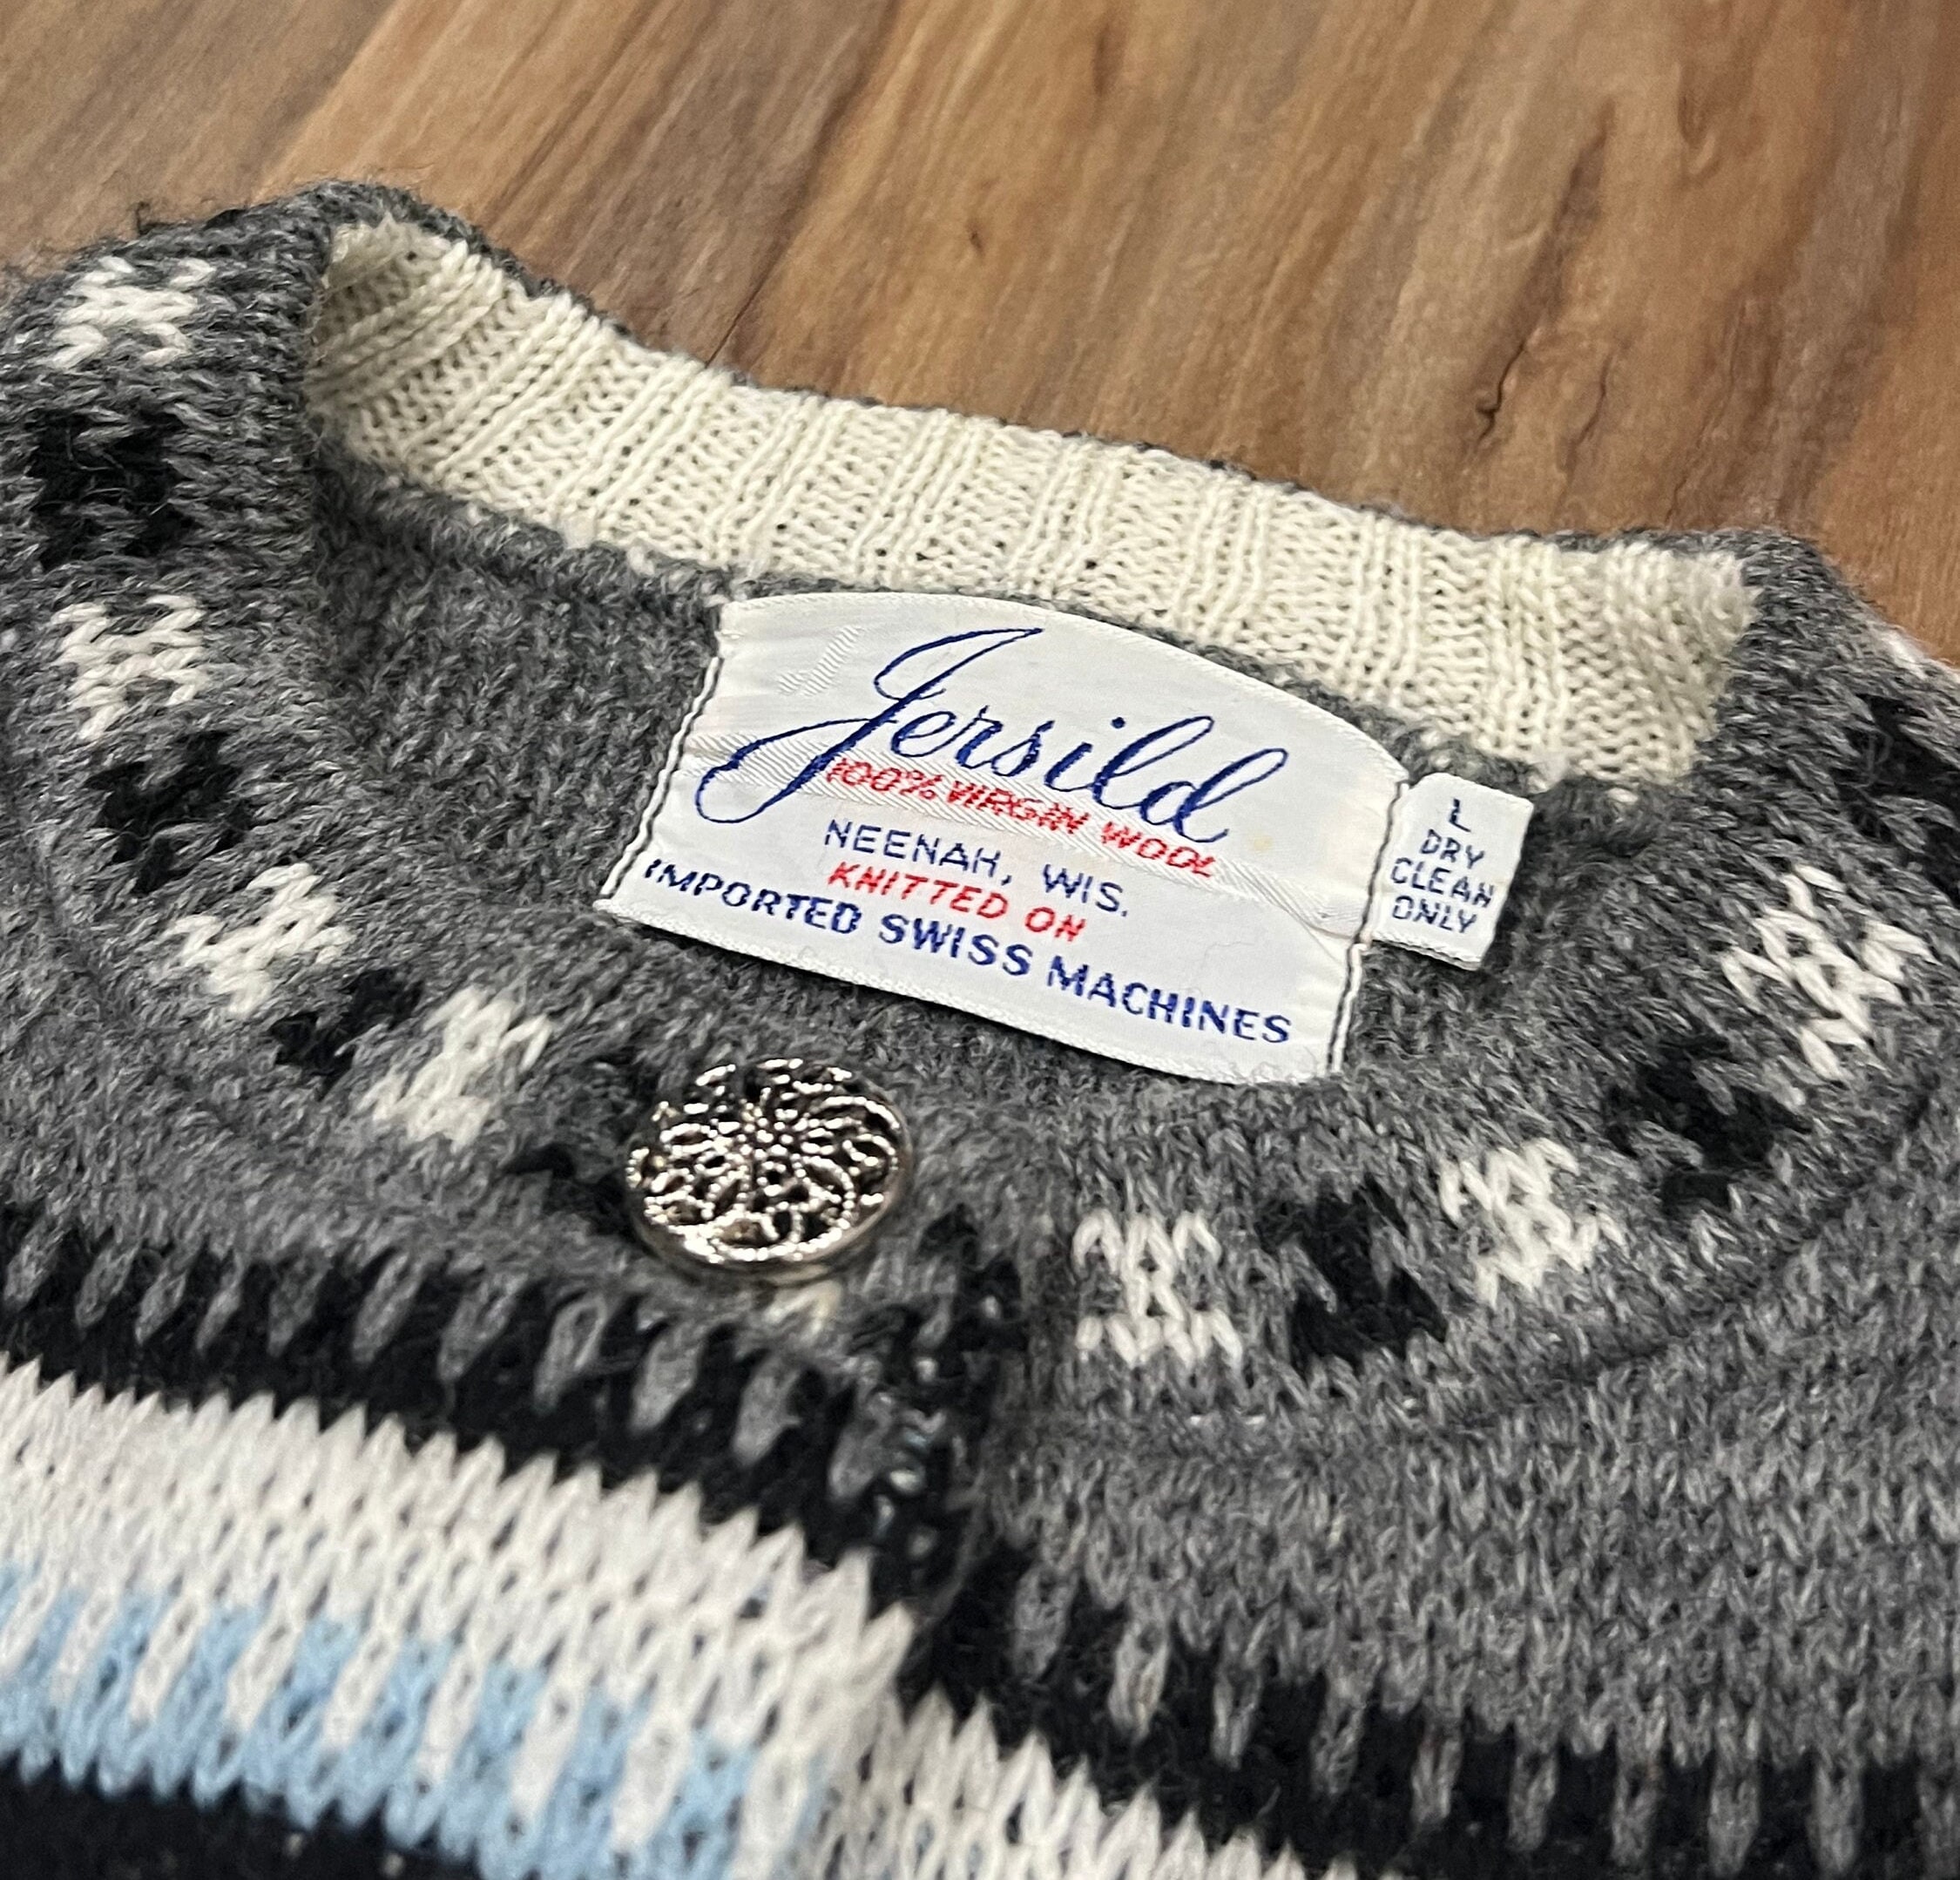 Jersild
100% VIRGIN WOOL
NEENAH, WIS.
KNITTED ON
IMPORTED SWISS MACHINES
L
DRY
CLEAN
ONLY